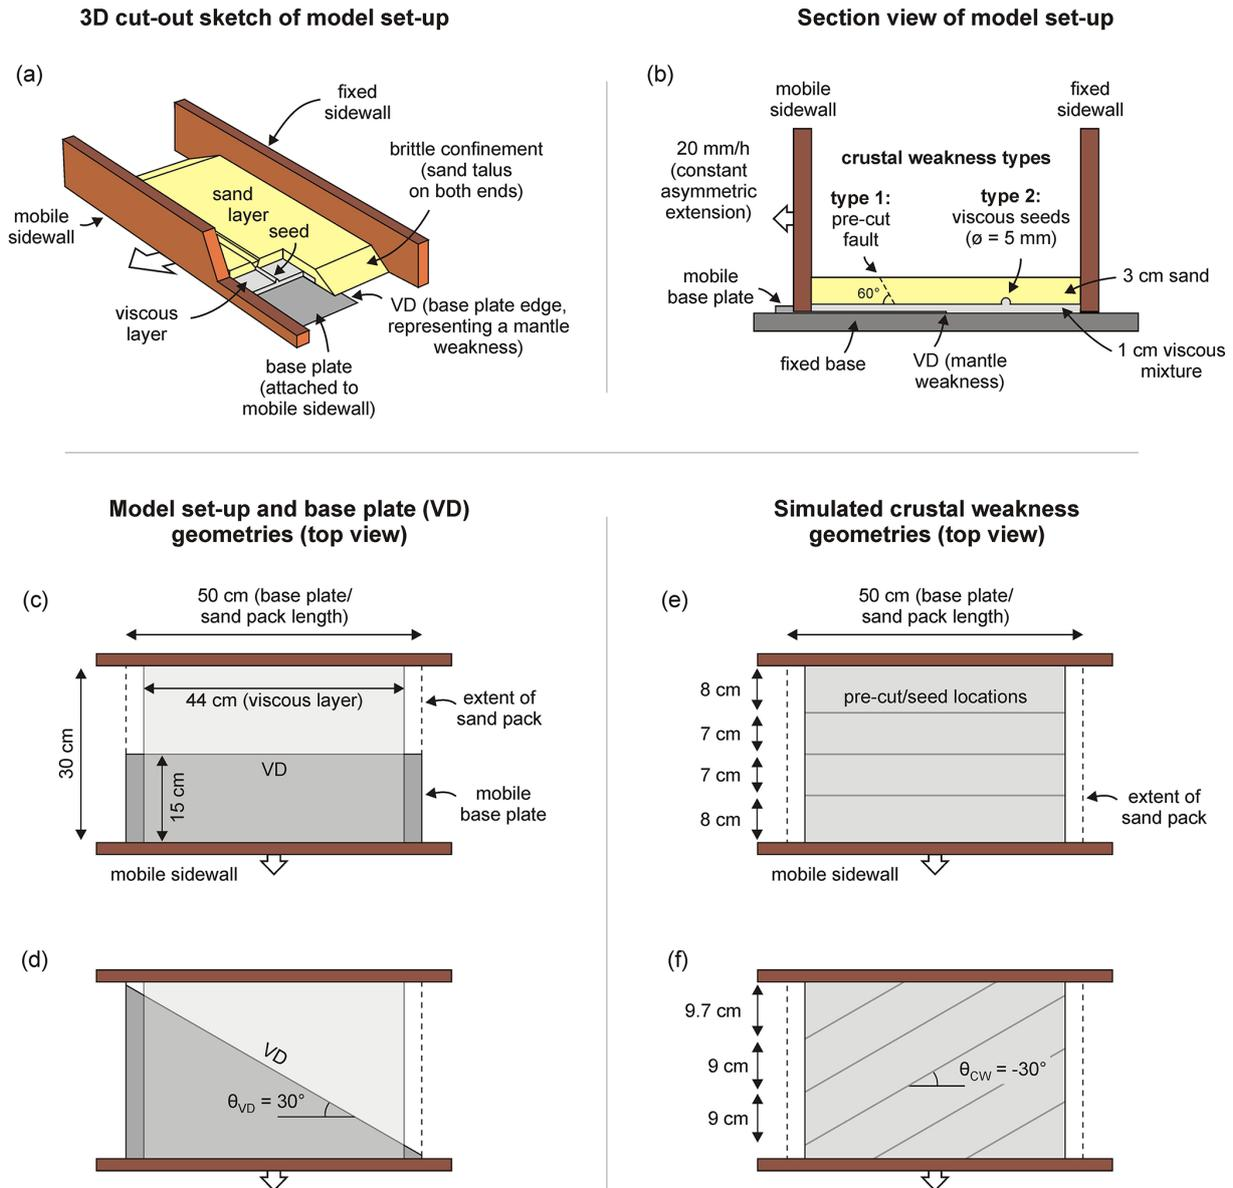 3D cut-out sketch of model set-up
(a)
fixed
sidewall
brittle confinement
(sand talus
on both ends)
sand
layer
seed
mobile
sidewall
viscous
layer
VD (base plate edge,
representing a mantle
weakness)
base plate
(attached to
mobile sidewall)
Section view of model set-up
(b)
mobile
sidewall
fixed
sidewall
20 mm/h
(constant
asymmetric
extension)
crustal weakness types
type 1:
pre-cut
fault
type 2:
viscous seeds
(ø = 5 mm)
mobile
base plate
60°
3 cm sand
fixed base
VD (mantle
weakness)
1 cm viscous
mixture
Model set-up and base plate (VD)
geometries (top view)
(c)
50 cm (base plate/
sand pack length)
44 cm (viscous layer)
extent of
sand pack
30 cm
VD
15 cm
mobile
base plate
mobile sidewall
(d)
VD
θVD = 30°
Simulated crustal weakness
geometries (top view)
(e)
50 cm (base plate/
sand pack length)
8 cm
pre-cut/seed locations
7 cm
7 cm
8 cm
extent of
sand pack
mobile sidewall
(f)
9.7 cm
9 cm
θCW = -30°
9 cm